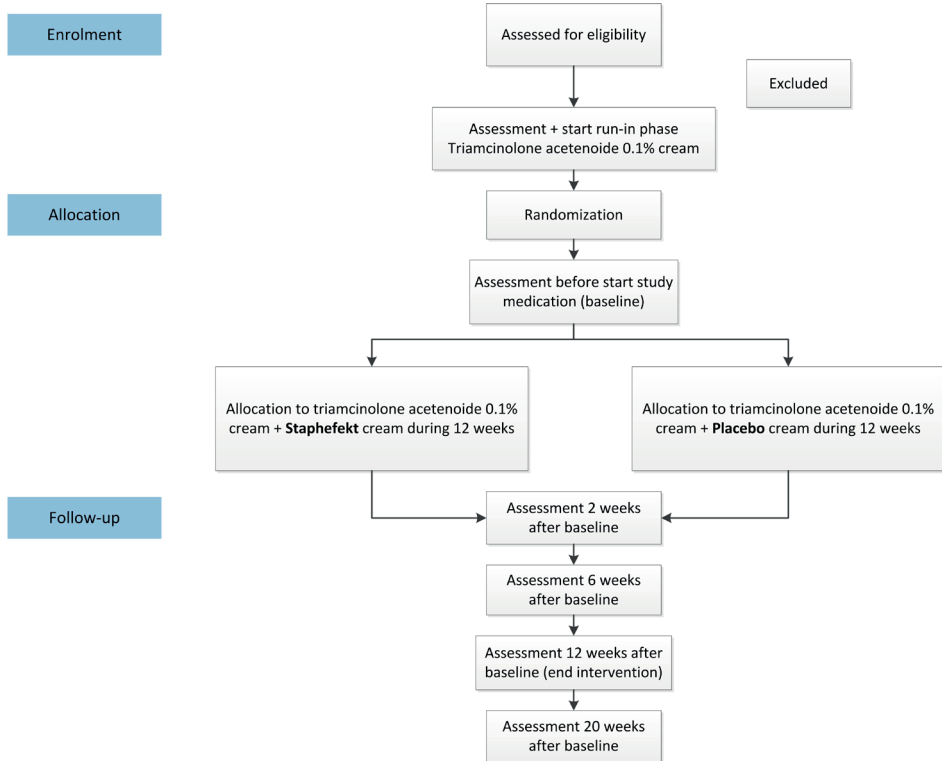 Enrolment
Assessed for eligibility
Excluded
Assessment + start run-in phase
Triamcinolone acetenoide 0.1% cream
Allocation
Randomization
Assessment before start study
medication (baseline)
Allocation to triamcinolone acetenoide 0.1%
cream + Staphefekt cream during 12 weeks
Allocation to triamcinolone acetenoide 0.1%
cream + Placebo cream during 12 weeks
Follow-up
Assessment 2 weeks
after baseline
Assessment 6 weeks
after baseline
Assessment 12 weeks after
baseline (end intervention)
Assessment 20 weeks
after baseline